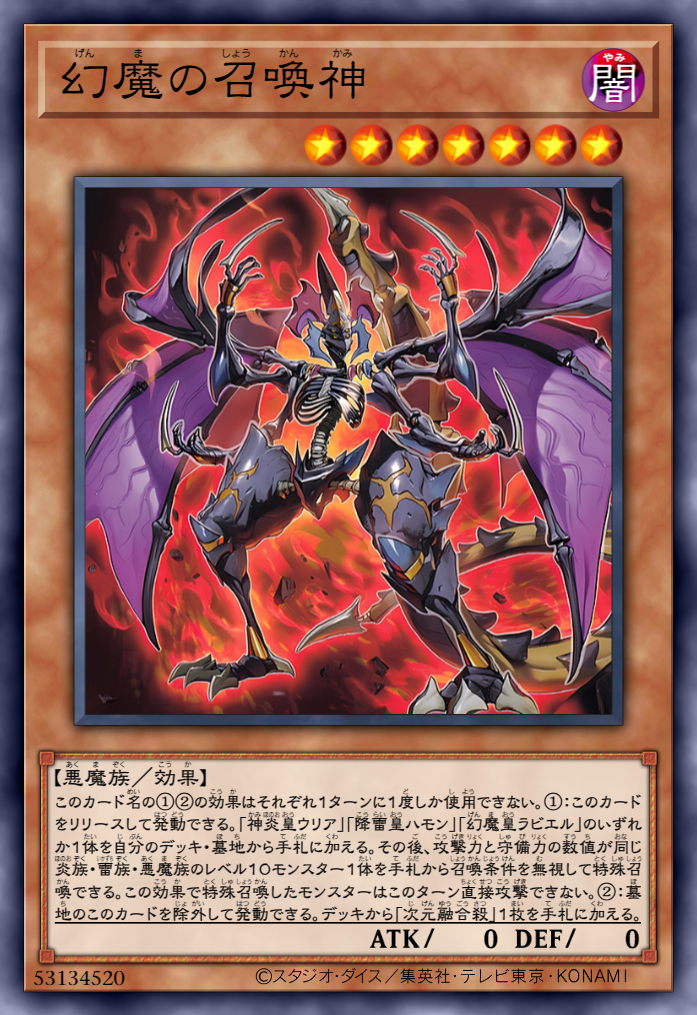 幻魔の召喚神
闇
【悪魔族／効果】
このカード名の①②の効果はそれぞれ1ターンに1度しか使用できない。①：このカード
をリリースして発動できる。「神炎皇ウリア」「降雷皇ハモン」「幻魔皇ラビエル」のいずれ
か1体を自分のデッキ・墓地から手札に加える。その後、攻撃力と守備力の数値が同じ
炎族・雷族・悪魔族のレベル10モンスター1体を手札から召喚条件を無視して特殊召
喚できる。この効果で特殊召喚したモンスターはこのターン直接攻撃できない。②：墓
地のこのカードを除外して発動できる。デッキから「次元融合殺」1枚を手札に加える。
ATK/ 0 DEF/ 0
53134520 ©スタジオ・ダイス／集英社・テレビ東京・KONAMI